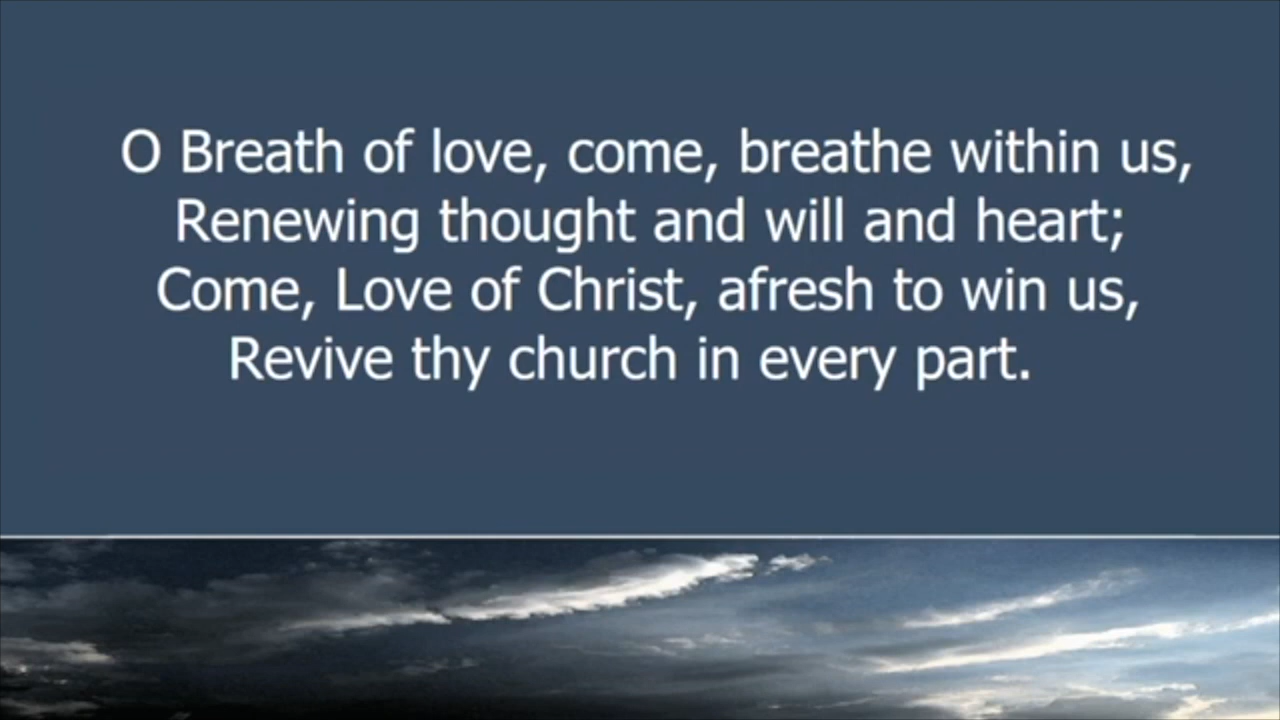 O Breath of love, come, breathe within us,
Renewing thought and will and heart;
Come, Love of Christ, afresh to win us,
Revive thy church in every part.